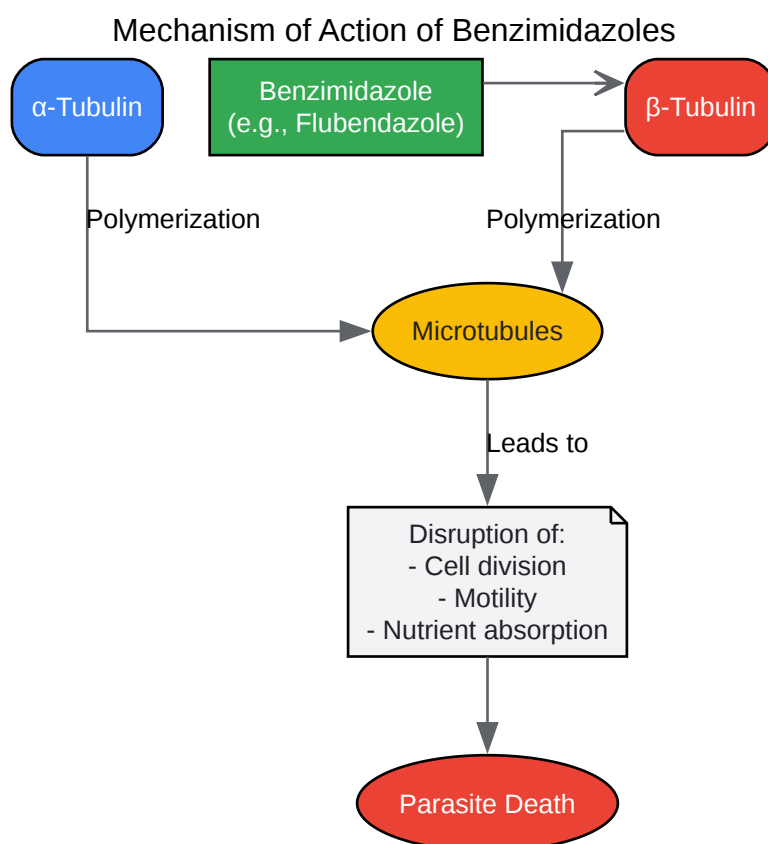 Mechanism of Action of Benzimidazoles
α-Tubulin
Benzimidazole
(e.g., Flubendazole)
β-Tubulin
Polymerization
Polymerization
Microtubules
Leads to
Disruption of:
- Cell division
- Motility
- Nutrient absorption
Parasite Death